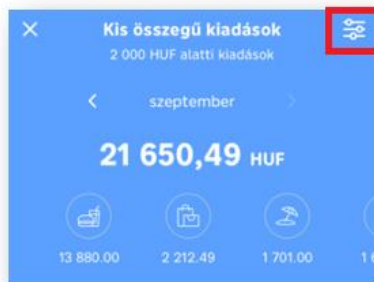 Kis összegű kiadások
2 000 HUF alatti kiadások
szeptember
21 650,49 HUF
13 880.00 2 212.49 1 701.00